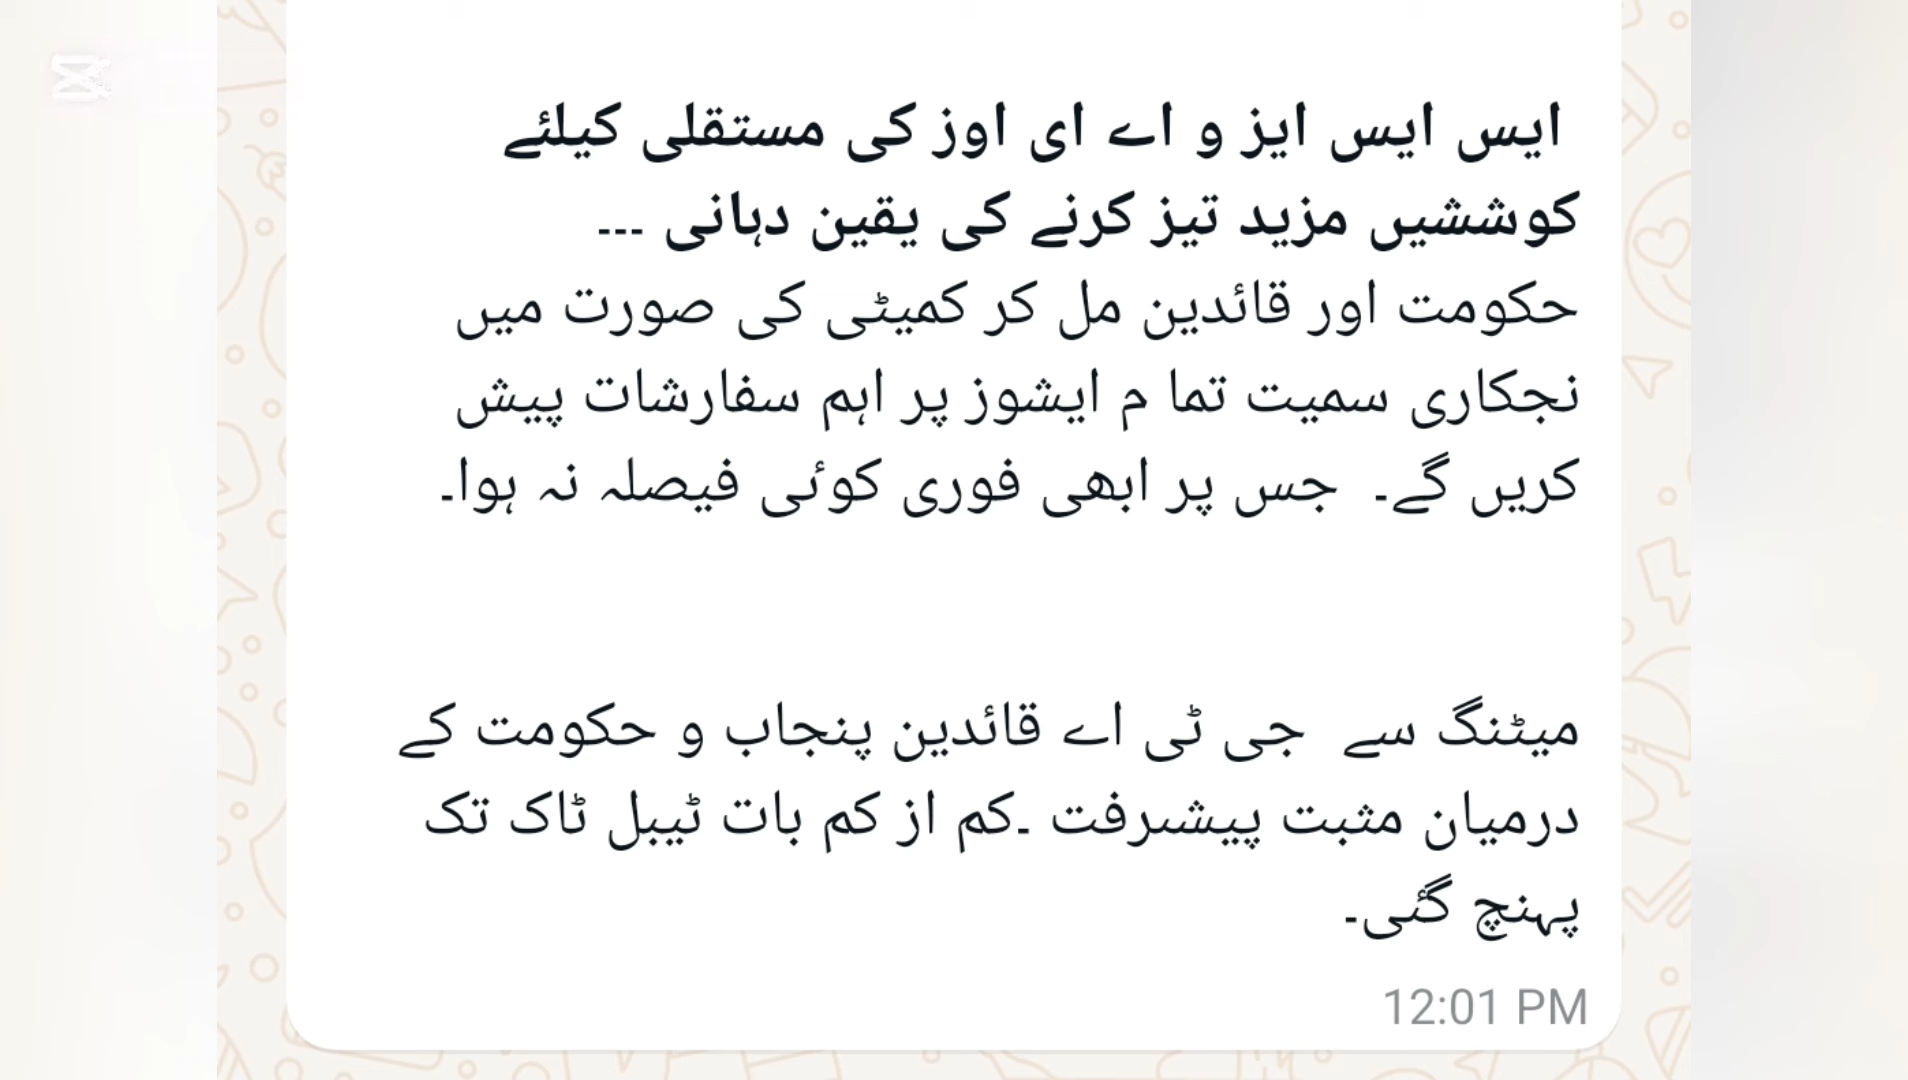 ایس ایس ایز و اے ای اوز کی مستقلی کیلئے
کوششیں مزید تیز کرنے کی یقین دہانی ---
حکومت اور قائدین مل کر کمیٹی کی صورت میں
نجکاری سمیت تما م ایشوز پر اہم سفارشات پیش
کریں گے۔ جس پر ابھی فوری کوئی فیصلہ نہ ہوا۔
میٹنگ سے جی ٹی اے قائدین پنجاب و حکومت کے
درمیان مثبت پیشرفت ۔کم از کم بات ٹیبل ٹاک تک
پہنچ گئی۔
12:01 PM